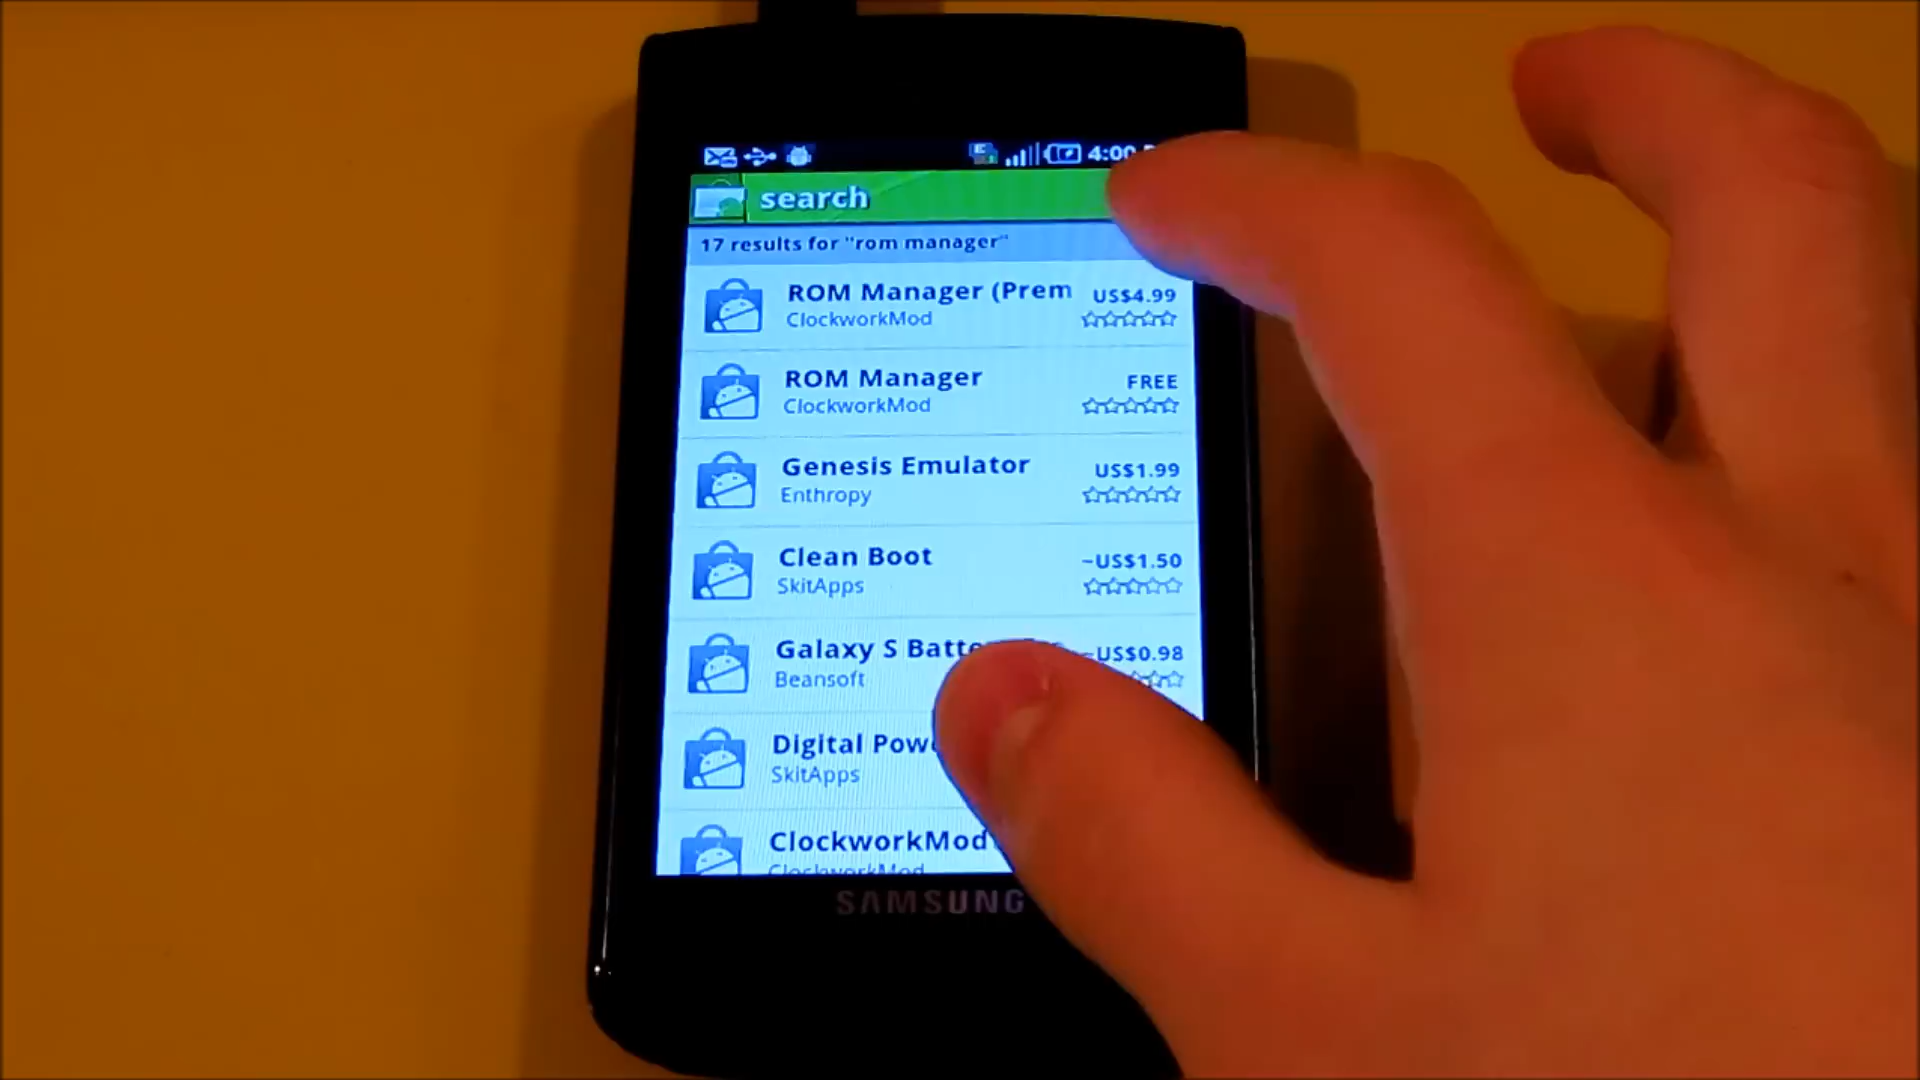 4:00
search
17 results for "rom manager"
ROM Manager (Prem
US$4.99
ClockworkMod
ROM Manager
FREE
ClockworkMod
Genesis Emulator
US$1.99
Enthropy
Clean Boot
~US$1.50
SkitApps
Galaxy S Batte
~US$0.98
Beansoft
Digital Pow
SkitApps
ClockworkMod
ClockworkMod
SAMSUNG